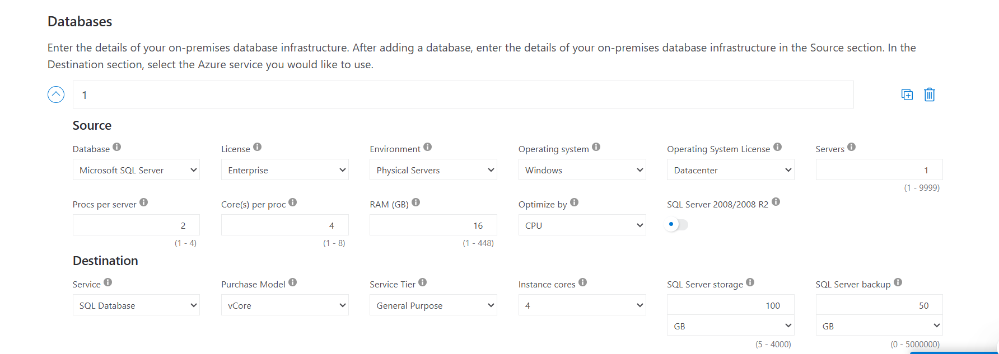 Databases
Enter the details of your on-premises database infrastructure. After adding a database, enter the details of your on-premises database infrastructure in the Source section. In the
Destination section, select the Azure service you would like to use.
1
Source
Database License Environment Operating system Operating System License Servers
Microsoft SQL Server Enterprise Physical Servers Windows Datacenter 1
(1 - 9999)
Procs per server Core(s) per proc RAM (GB) Optimize by SQL Server 2008/2008 R2
2 4 16 CPU
(1 - 4) (1 - 8) (1 - 448)
Destination
Service Purchase Model Service Tier Instance cores SQL Server storage SQL Server backup
SQL Database vCore General Purpose 4 100 50
GB GB
(5 - 4000) (0 - 5000000)